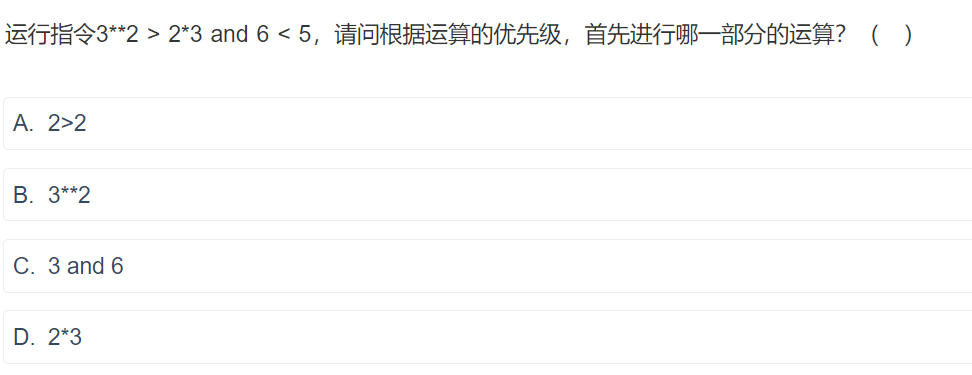 运行指令3**2 > 2*3 and 6 < 5，请问根据运算的优先级，首先进行哪一部分的运算？（ ）
A. 2>2
B. 3**2
C. 3 and 6
D. 2*3